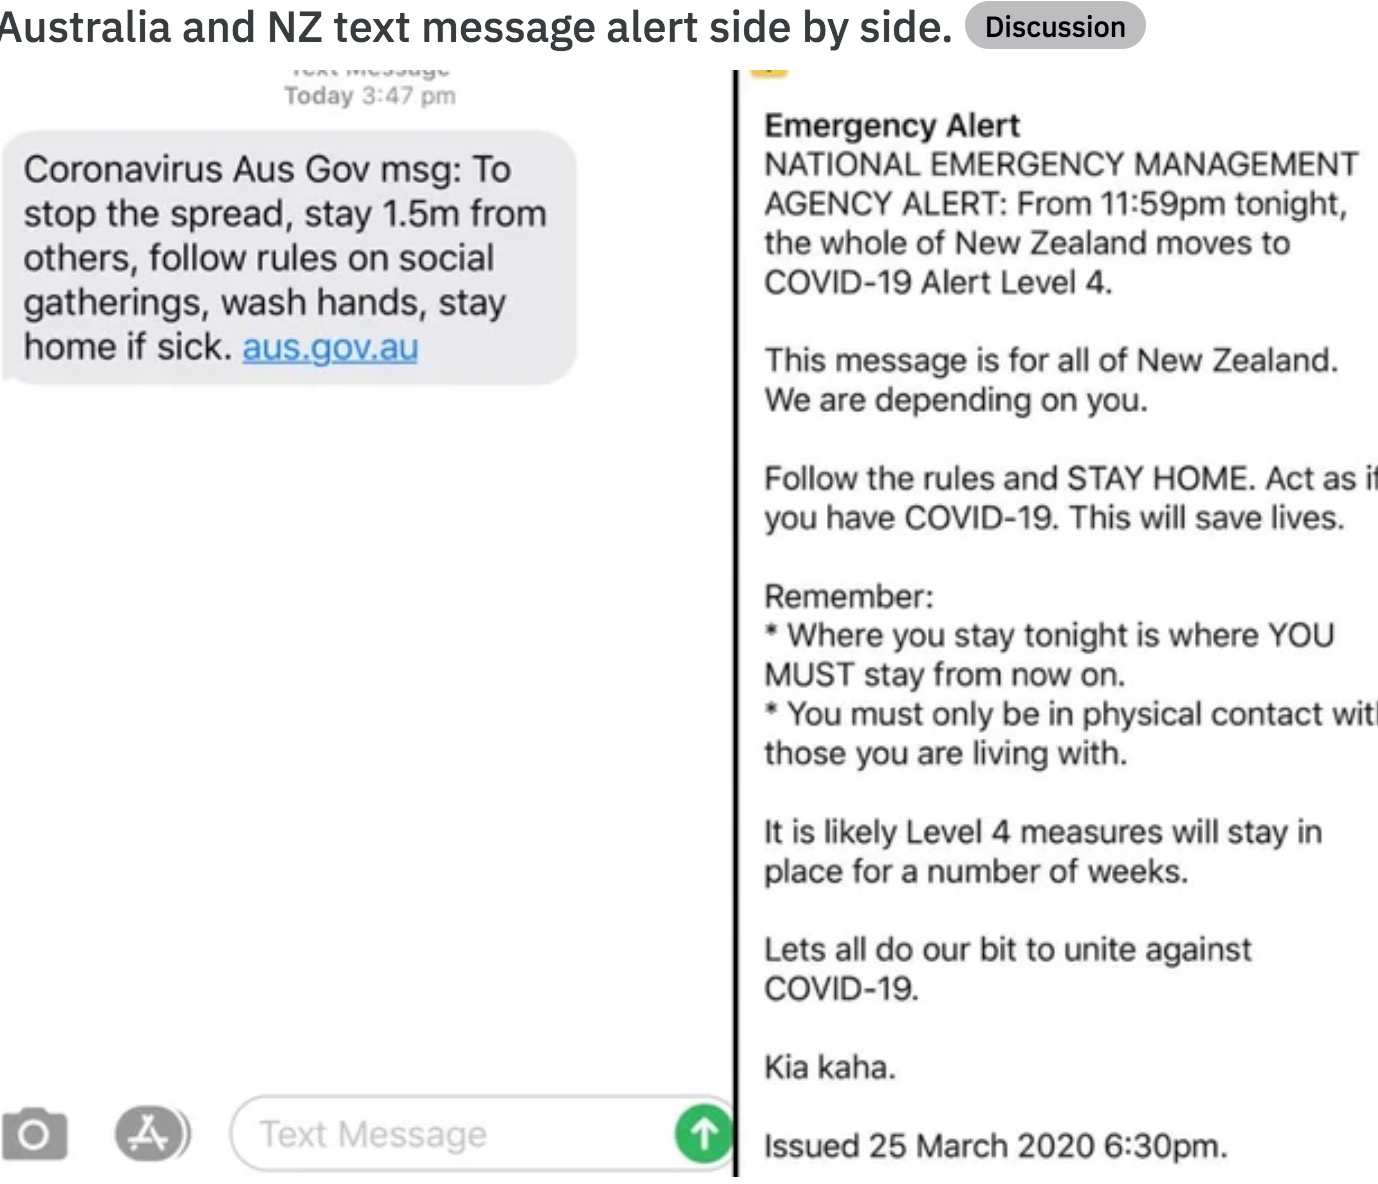 Australia and NZ text message alert side by side. Discussion
Text Message
Today 3:47 pm
Coronavirus Aus Gov msg: To
stop the spread, stay 1.5m from
others, follow rules on social
gatherings, wash hands, stay
home if sick. aus.gov.au
Text Message
Emergency Alert
NATIONAL EMERGENCY MANAGEMENT
AGENCY ALERT: From 11:59pm tonight,
the whole of New Zealand moves to
COVID-19 Alert Level 4.
This message is for all of New Zealand.
We are depending on you.
Follow the rules and STAY HOME. Act as if
you have COVID-19. This will save lives.
Remember:
* Where you stay tonight is where YOU
MUST stay from now on.
* You must only be in physical contact with
those you are living with.
It is likely Level 4 measures will stay in
place for a number of weeks.
Lets all do our bit to unite against
COVID-19.
Kia kaha.
Issued 25 March 2020 6:30pm.